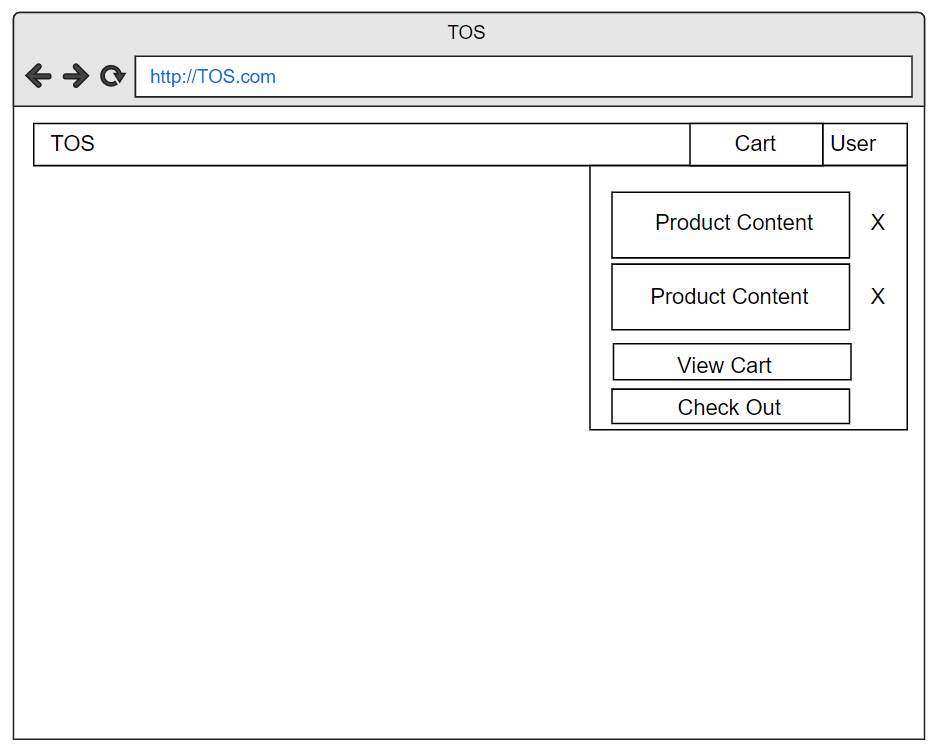 TOS
http://TOS.com
TOS Cart User
Product Content X
Product Content X
View Cart
Check Out